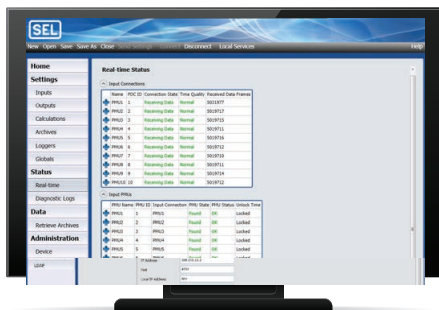 SEL
New Open Save Save As Close Send Settings Connect Disconnect Local Services Help
Home
Settings
Inputs
Outputs
Calculations
Archives
Loggers
Globals
Status
Real-time
Diagnostic Logs
Data
Retrieve Archives
Administration
Device
LDAP
Real-time Status
Input Connections
Name PDC ID Connection State Time Quality Received Data Frames
PMU1 1 Receiving Data Normal 5031977
PMU2 2 Receiving Data Normal 5019717
PMU3 3 Receiving Data Normal 5019715
PMU4 4 Receiving Data Normal 5019711
PMU5 5 Receiving Data Normal 5019716
PMU6 6 Receiving Data Normal 5019712
PMU7 7 Receiving Data Normal 5019710
PMU8 8 Receiving Data Normal 5019711
PMU9 9 Receiving Data Normal 5019714
PMU10 10 Receiving Data Normal 5019712
Input PMUs
PMU Name PMU ID Input Connection PMU State PMU Status Unlock Time
PMU1 1 PMU1 Found OK Locked
PMU2 2 PMU2 Found OK Locked
PMU3 3 PMU3 Found OK Locked
PMU4 4 PMU4 Found OK Locked
PMU5 5 PMU5 Found OK Locked
IP Address
Port
Local IP Address